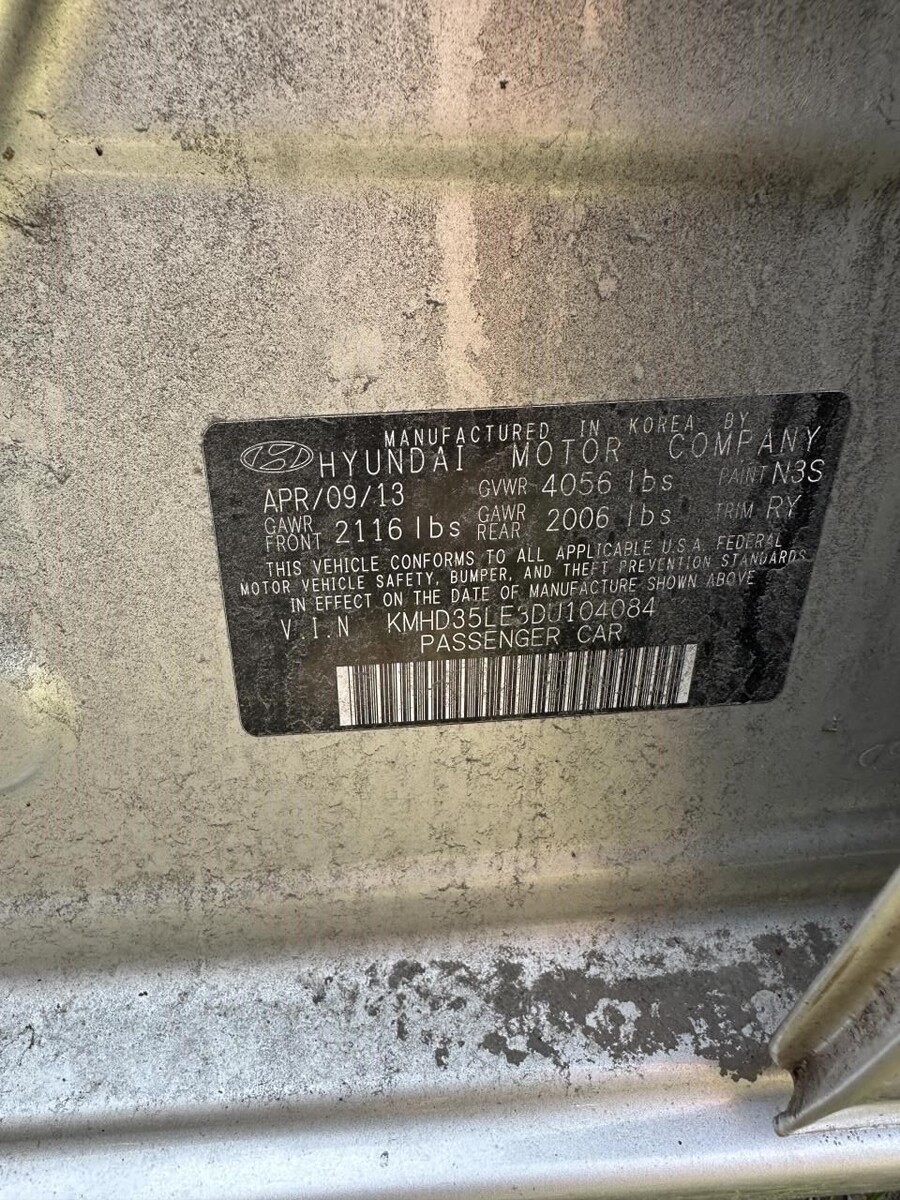 MANUFACTURED IN KOREA BY
HYUNDAI MOTOR COMPANY
APR/09/13 GVWR 4056 lbs PAINT N3S
GAWR FRONT 2116 lbs GAWR REAR 2006 lbs TRIM RY
THIS VEHICLE CONFORMS TO ALL APPLICABLE U.S.A. FEDERAL
MOTOR VEHICLE SAFETY, BUMPER, AND THEFT PREVENTION STANDARDS
IN EFFECT ON THE DATE OF MANUFACTURE SHOWN ABOVE
V.I.N KMHD35LE3DU104084
PASSENGER CAR